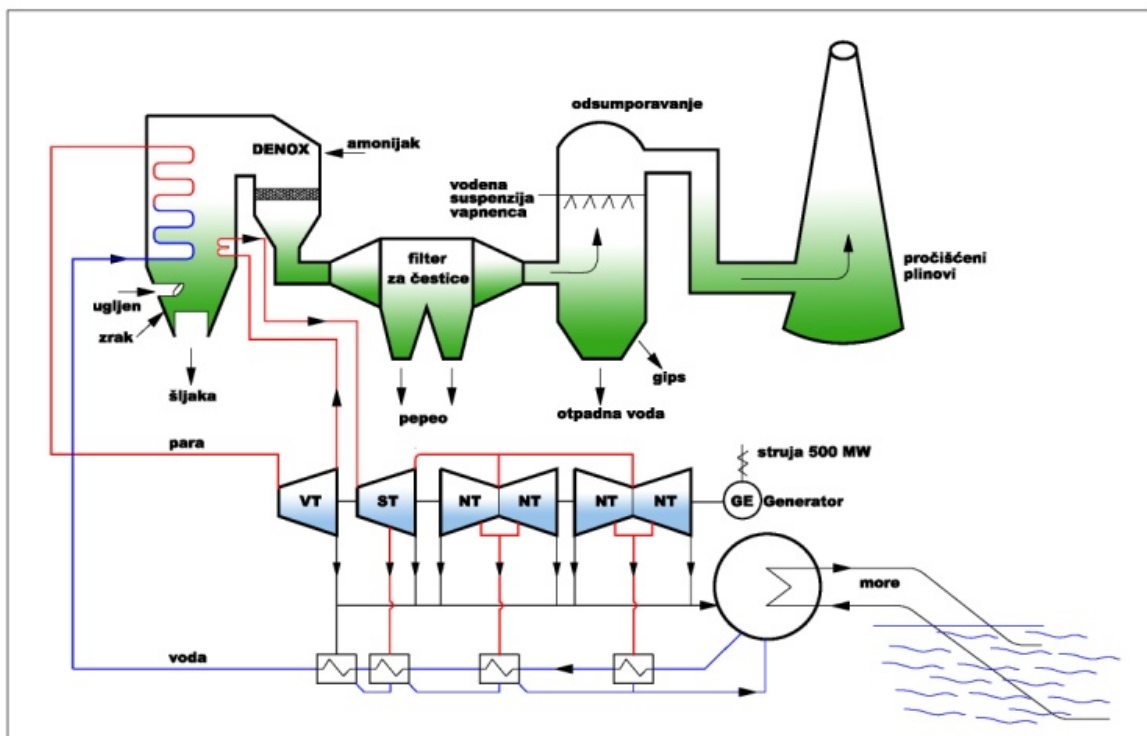 odsumporavanje
DENOX
amonijak
vodena
suspenzija
vapnenca
filter
za čestice
pročišćeni
plinovi
ugljen
zrak
gips
šljaka
pepeo
otpadna voda
para
struja 500 MW
VT
ST
NT
NT
NT
NT
GE
Generator
more
voda